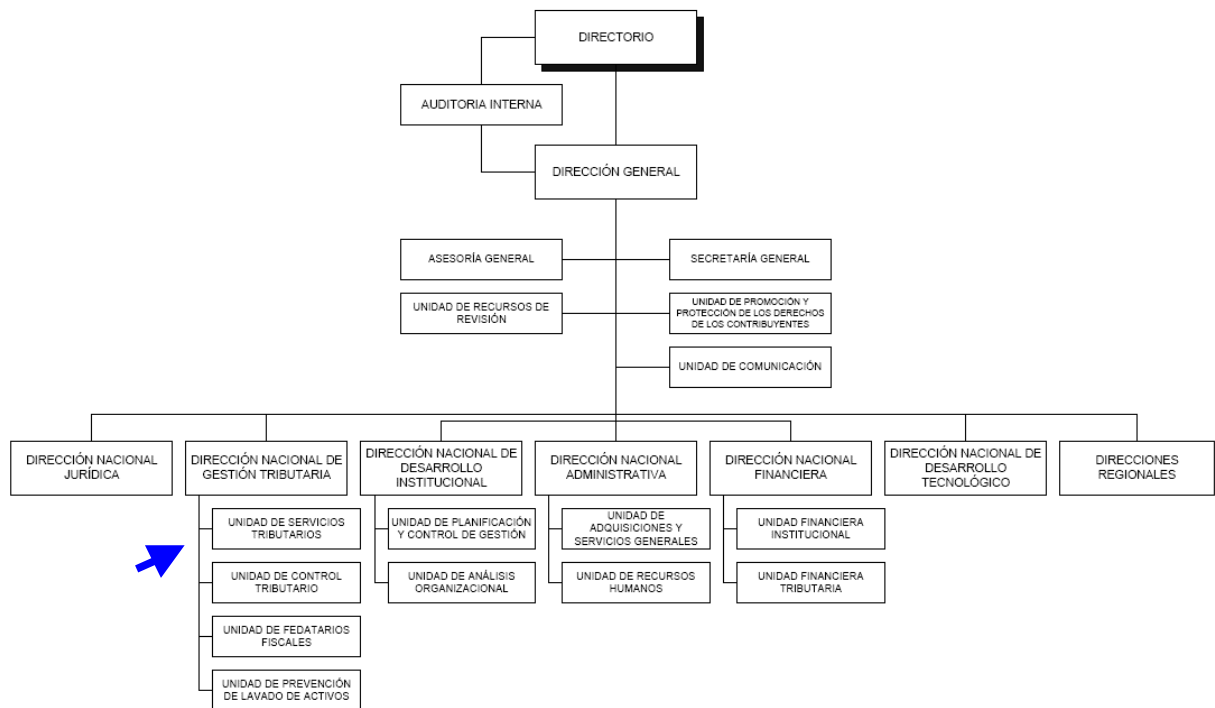 DIRECTORIO
AUDITORIA INTERNA
DIRECCIÓN GENERAL
ASESORÍA GENERAL
SECRETARÍA GENERAL
UNIDAD DE RECURSOS DE
REVISIÓN
UNIDAD DE PROMOCIÓN Y
PROTECCIÓN DE LOS DERECHOS
DE LOS CONTRIBUYENTES
UNIDAD DE COMUNICACIÓN
DIRECCIÓN NACIONAL
JURÍDICA
DIRECCIÓN NACIONAL DE
GESTIÓN TRIBUTARIA
DIRECCIÓN NACIONAL DE
DESARROLLO
INSTITUCIONAL
DIRECCIÓN NACIONAL
ADMINISTRATIVA
DIRECCIÓN NACIONAL
FINANCIERA
DIRECCIÓN NACIONAL DE
DESARROLLO
TECNOLÓGICO
DIRECCIONES
REGIONALES
UNIDAD DE SERVICIOS
TRIBUTARIOS
UNIDAD DE CONTROL
TRIBUTARIO
UNIDAD DE FEDATARIOS
FISCALES
UNIDAD DE PREVENCIÓN
DE LAVADO DE ACTIVOS
UNIDAD DE PLANIFICACIÓN
Y CONTROL DE GESTIÓN
UNIDAD DE ANÁLISIS
ORGANIZACIONAL
UNIDAD DE
ADQUISICIONES Y
SERVICIOS GENERALES
UNIDAD DE RECURSOS
HUMANOS
UNIDAD FINANCIERA
INSTITUCIONAL
UNIDAD FINANCIERA
TRIBUTARIA